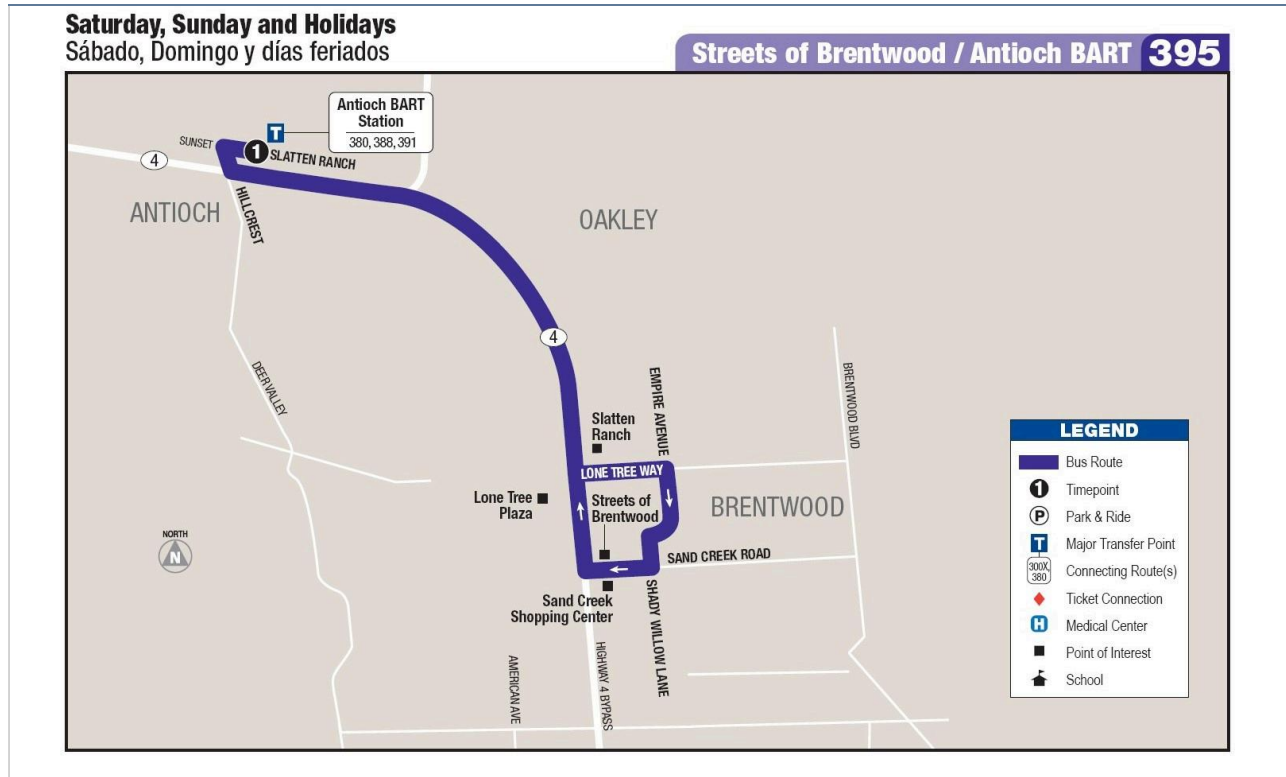 Saturday, Sunday and Holidays
Sábado, Domingo y días feriados
Streets of Brentwood / Antioch BART 395
Antioch BART
Station
380, 388, 391
T
SUNSET
1
SLATTEN RANCH
4
HILLCREST
ANTIOCH
OAKLEY
4
DEER VALLEY
EMPIRE AVENUE
BRENTWOOD BLVD
Slatten
Ranch
LONE TREE WAY
Lone Tree
Plaza
Streets of
Brentwood
BRENTWOOD
NORTH
N
SAND CREEK ROAD
Sand Creek
Shopping Center
SHADY WILLOW LANE
AMERICAN AVE
HIGHWAY 4 BYPASS
LEGEND
Bus Route
1 Timepoint
P Park & Ride
T Major Transfer Point
300X,
380
Connecting Route(s)
Ticket Connection
H Medical Center
Point of Interest
School